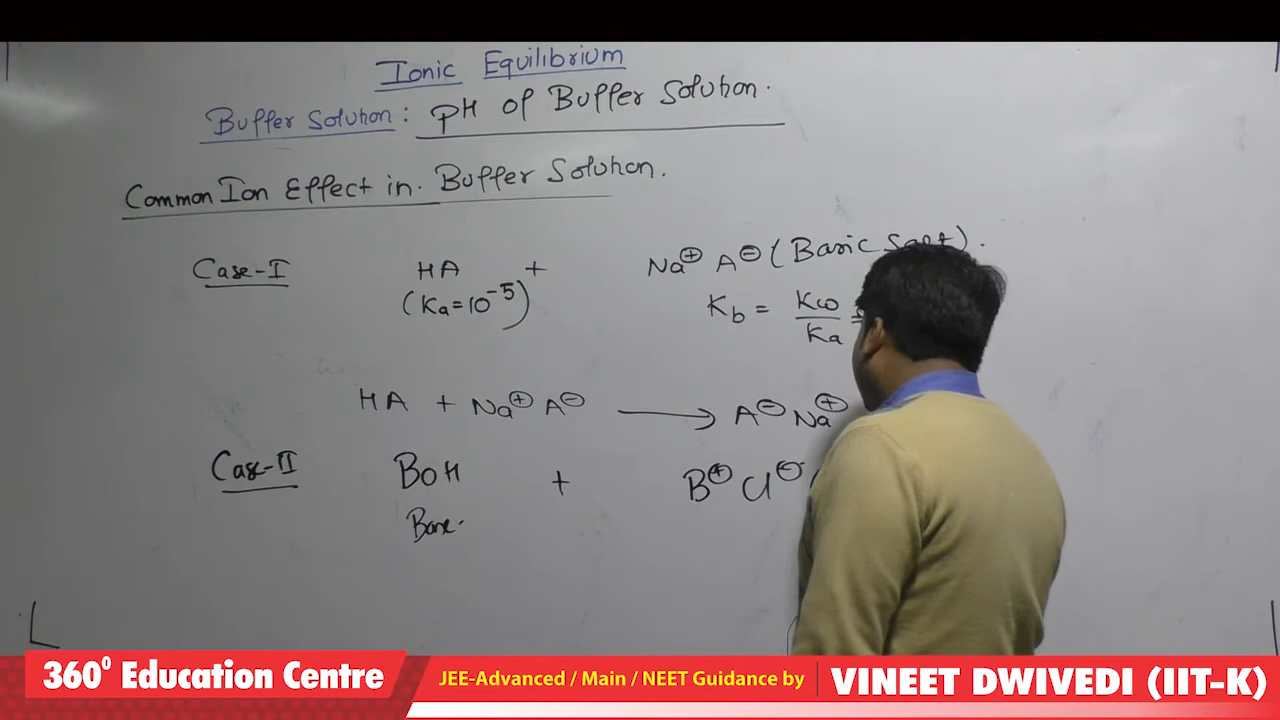 Ionic Equilibrium
Buffer Solution: pH of Buffer Solution.
Common Ion Effect in. Buffer Solution.
Case-I HA + Na⊕ A⊖ (Basic Salt).
(Ka=10⁻⁵) Kb = Kw/Ka =
HA + Na⊕ A⊖ ⟶ A⊖ Na⊕
Case-II BOH + B⊕ Cl⊖ (
Base.
360⁰ Education Centre
JEE-Advanced / Main / NEET Guidance by VINEET DWIVEDI (IIT-K)